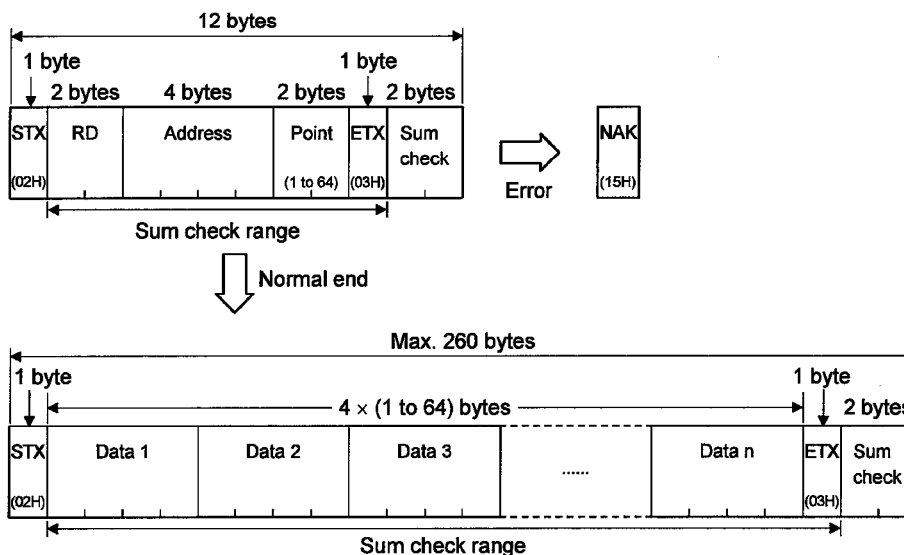 12 bytes
1 byte
1 byte
2 bytes
4 bytes
2 bytes
2 bytes
STX
RD
Address
Point
ETX
Sum
check
(02H)
(1 to 64)
(03H)
Sum check range
Error
NAK
(15H)
Normal end
Max. 260 bytes
1 byte
1 byte
4 × (1 to 64) bytes
2 bytes
STX
Data 1
Data 2
Data 3
......
Data n
ETX
Sum
check
(02H)
(03H)
Sum check range